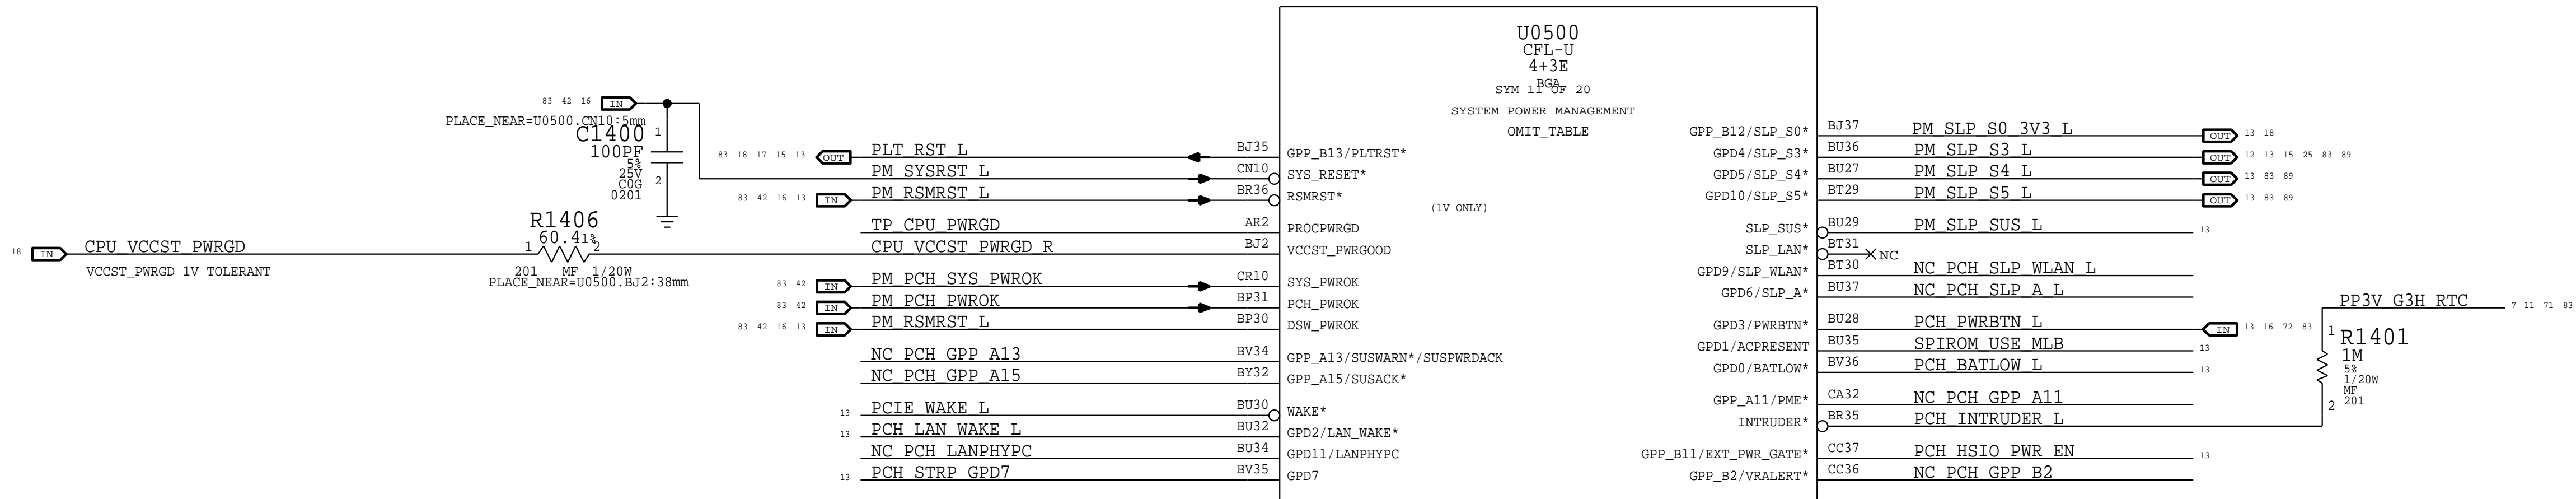 U0500
CFL-U
4+3E
BGA
SYM 11 OF 20
SYSTEM POWER MANAGEMENT
OMIT_TABLE
(1V ONLY)
83 42 16 IN
PLACE_NEAR=U0500.CN10:5mm
C1400 1
100PF
5%
25V
C0G
0201
2
83 18 17 15 13 OUT PLT_RST_L BJ35 GPP_B13/PLTRST*
PM_SYSRST_L CN10 SYS_RESET*
83 42 16 13 IN PM_RSMRST_L BR36 RSMRST*
TP_CPU_PWRGD AR2 PROCPWRGD
R1406
60.4 1%
1 2
18 IN CPU_VCCST_PWRGD CPU_VCCST_PWRGD_R BJ2 VCCST_PWRGOOD
VCCST_PWRGD 1V TOLERANT
201 MF 1/20W
PLACE_NEAR=U0500.BJ2:38mm
83 42 IN PM_PCH_SYS_PWROK CR10 SYS_PWROK
83 42 IN PM_PCH_PWROK BP31 PCH_PWROK
83 42 16 13 IN PM_RSMRST_L BP30 DSW_PWROK
NC_PCH_GPP_A13 BV34 GPP_A13/SUSWARN*/SUSPWRDACK
NC_PCH_GPP_A15 BY32 GPP_A15/SUSACK*
13 PCIE_WAKE_L BU30 WAKE*
13 PCH_LAN_WAKE_L BU32 GPD2/LAN_WAKE*
NC_PCH_LANPHYPC BU34 GPD11/LANPHYPC
13 PCH_STRP_GPD7 BV35 GPD7
GPP_B12/SLP_S0* BJ37 PM_SLP_S0_3V3_L OUT 13 18
GPD4/SLP_S3* BU36 PM_SLP_S3_L OUT 12 13 15 25 83 89
GPD5/SLP_S4* BU27 PM_SLP_S4_L OUT 13 83 89
GPD10/SLP_S5* BT29 PM_SLP_S5_L OUT 13 83 89
SLP_SUS* BU29 PM_SLP_SUS_L 13
SLP_LAN* BT31 NC
GPD9/SLP_WLAN* BT30 NC_PCH_SLP_WLAN_L
GPD6/SLP_A* BU37 NC_PCH_SLP_A_L
GPD3/PWRBTN* BU28 PCH_PWRBTN_L IN 13 16 72 83
GPD1/ACPRESENT BU35 SPIROM_USE_MLB 13
GPD0/BATLOW* BV36 PCH_BATLOW_L 13
GPP_A11/PME* CA32 NC_PCH_GPP_A11
INTRUDER* BR35 PCH_INTRUDER_L
GPP_B11/EXT_PWR_GATE* CC37 PCH_HSIO_PWR_EN 13
GPP_B2/VRALERT* CC36 NC_PCH_GPP_B2
PP3V_G3H_RTC 7 11 71 83
1 R1401
1M
5%
1/20W
MF
2 201